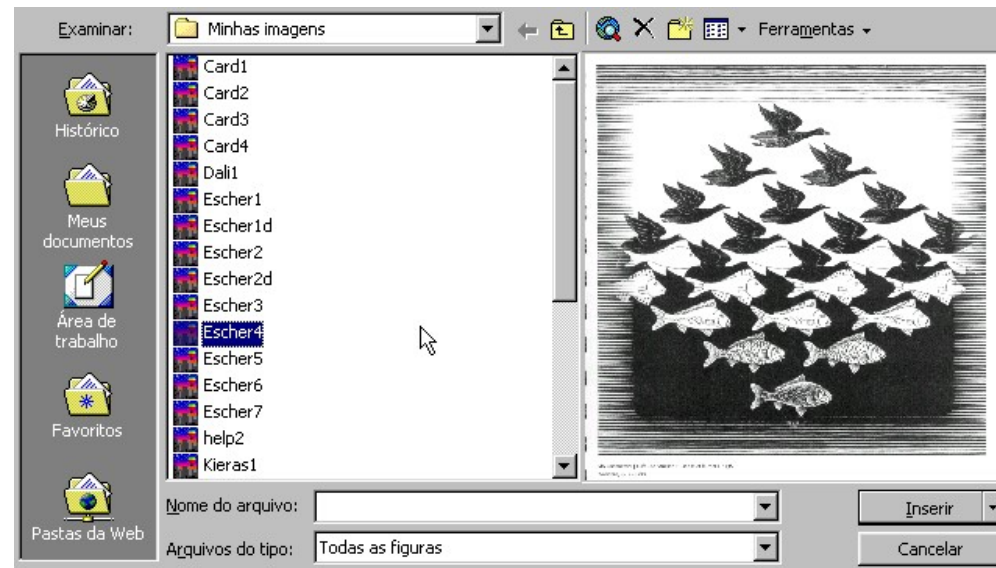 Examinar:
Minhas imagens
Ferramentas
Histórico
Meus
documentos
Área de
trabalho
Favoritos
Pastas da Web
Card1
Card2
Card3
Card4
Dali1
Escher1
Escher1d
Escher2
Escher2d
Escher3
Escher4
Escher5
Escher6
Escher7
help2
Kieras1
Nome do arquivo:
Inserir
Arquivos do tipo:
Todas as figuras
Cancelar